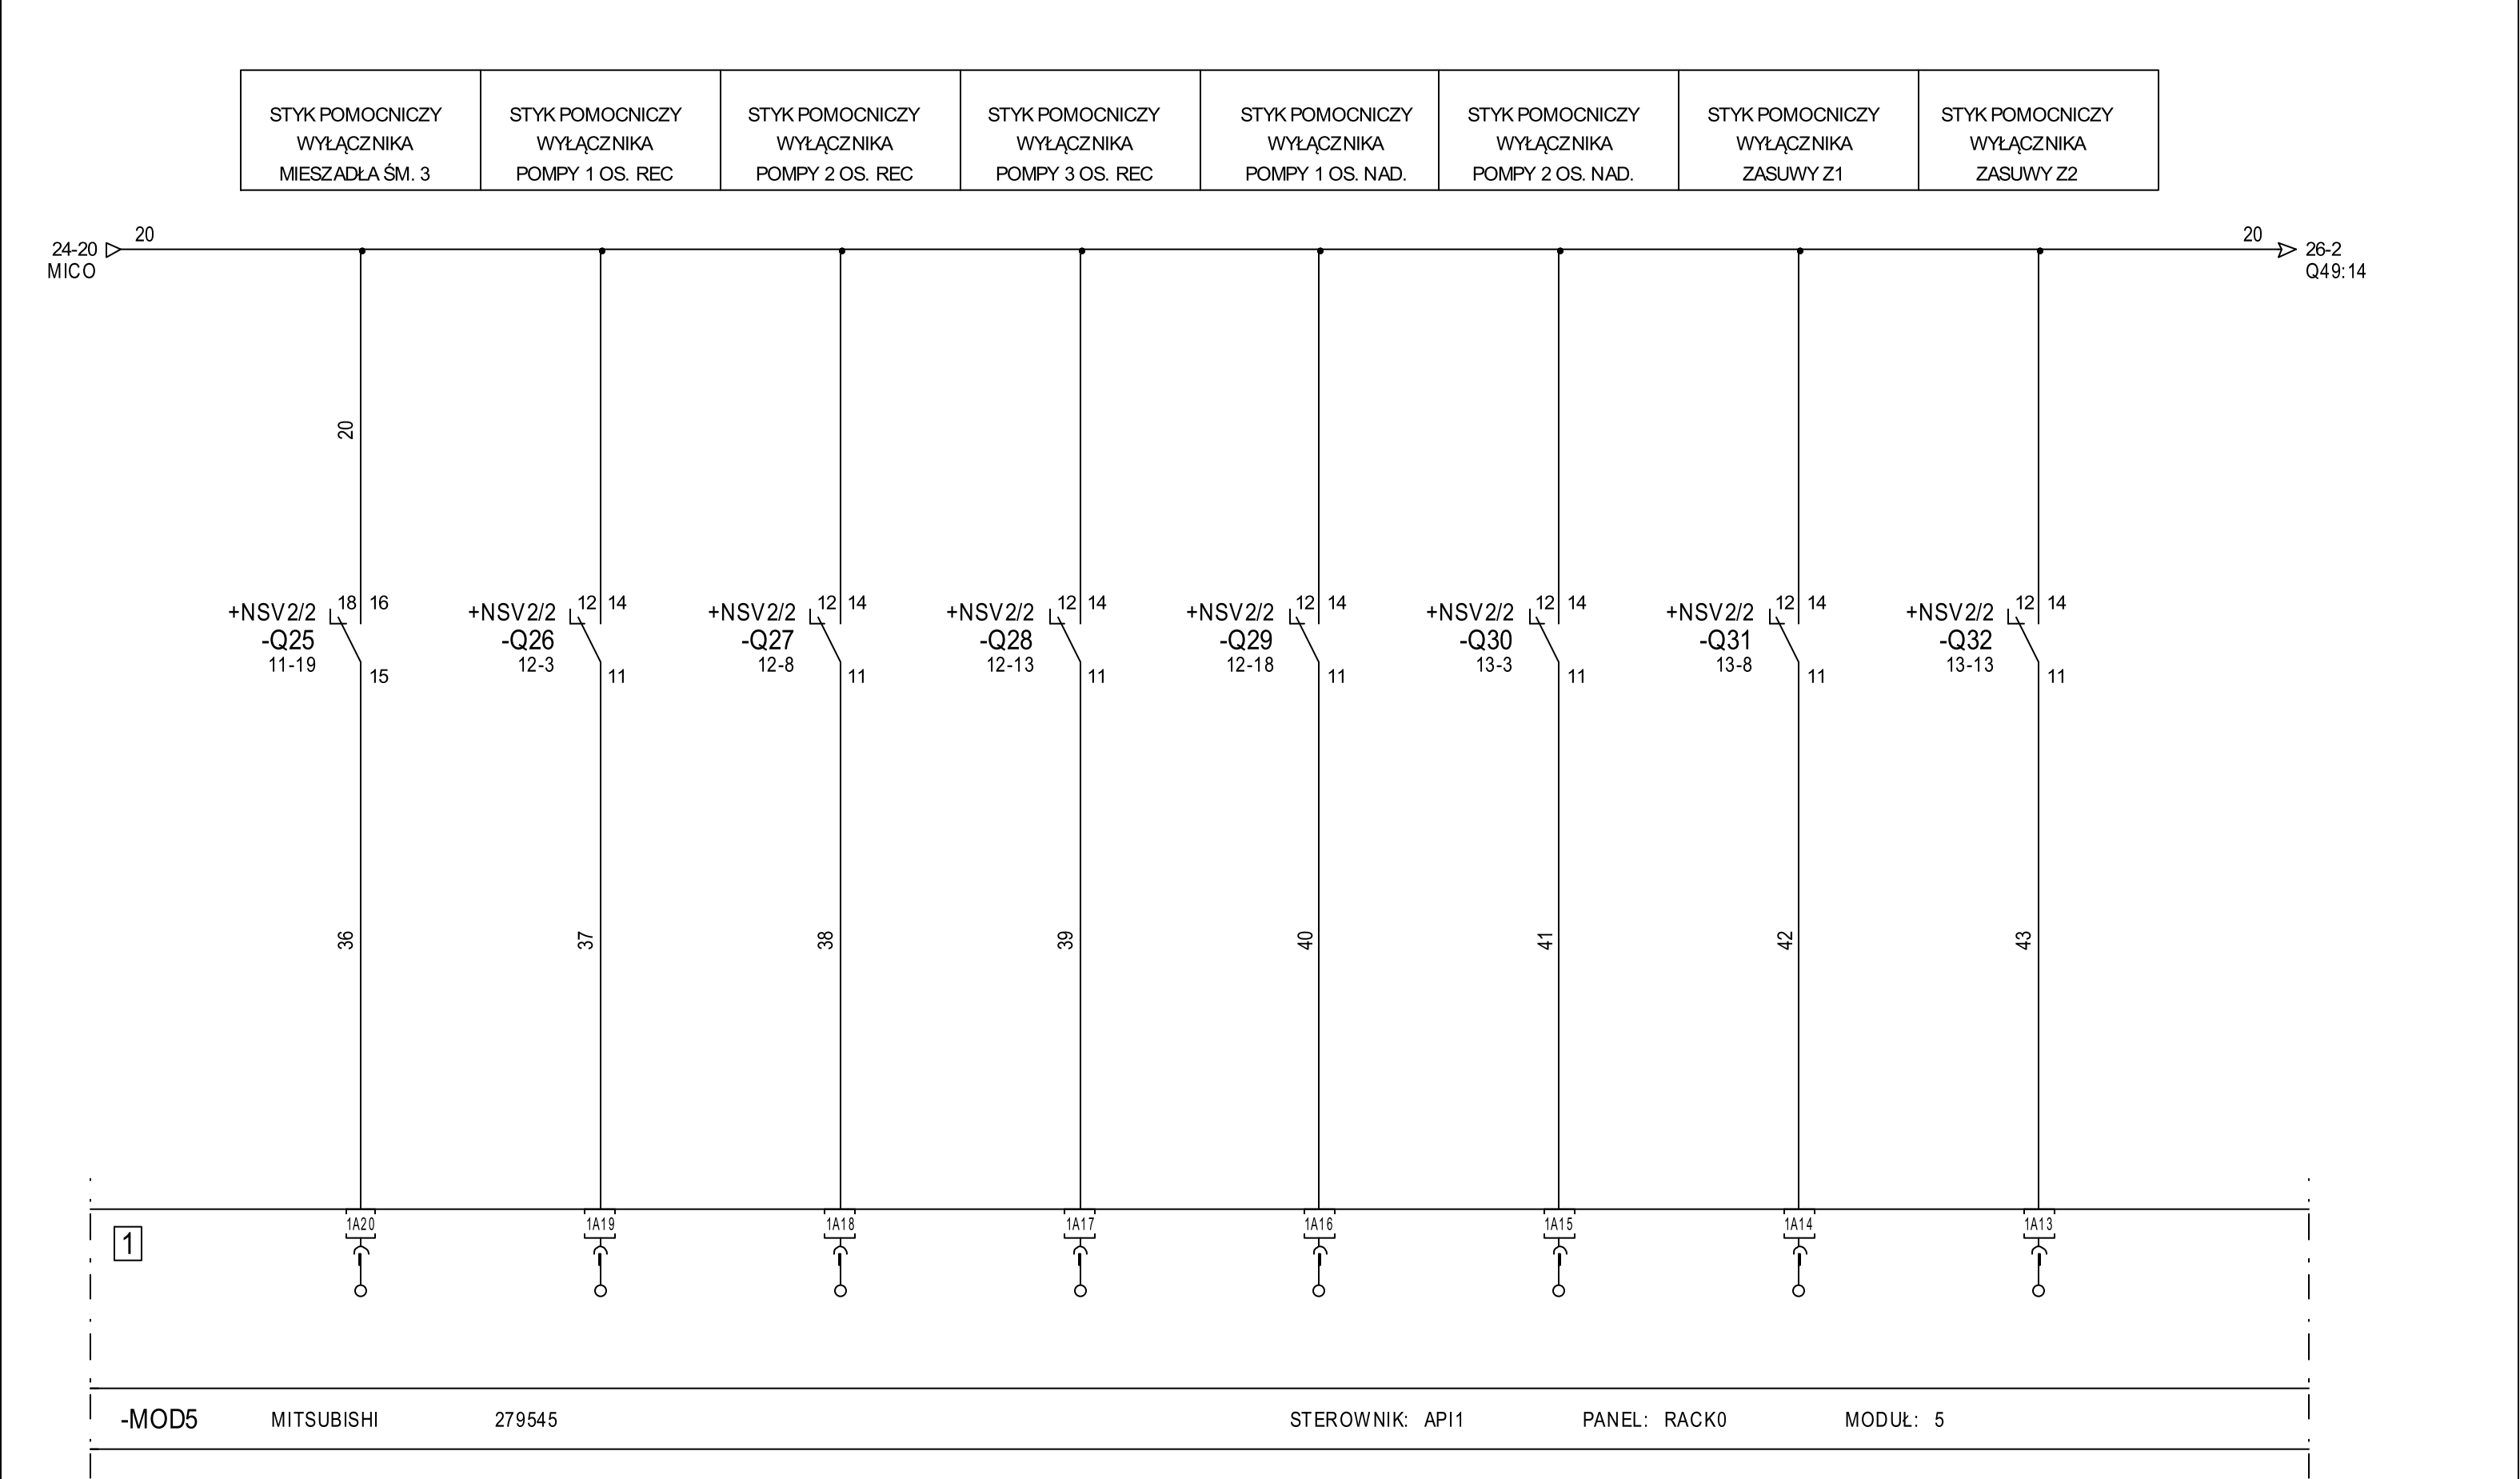 STYK POMOCNICZY
WYŁĄCZNIKA
MIESZADŁA ŚM. 3
STYK POMOCNICZY
WYŁĄCZNIKA
POMPY 1 OS. REC
STYK POMOCNICZY
WYŁĄCZNIKA
POMPY 2 OS. REC
STYK POMOCNICZY
WYŁĄCZNIKA
POMPY 3 OS. REC
STYK POMOCNICZY
WYŁĄCZNIKA
POMPY 1 OS. NAD.
STYK POMOCNICZY
WYŁĄCZNIKA
POMPY 2 OS. NAD.
STYK POMOCNICZY
WYŁĄCZNIKA
ZASUWY Z1
STYK POMOCNICZY
WYŁĄCZNIKA
ZASUWY Z2
24-20
MICO
20
20
26-2
Q49:14
20
+NSV2/2
-Q25
11-19
18 16
15
+NSV2/2
-Q26
12-3
12 14
11
+NSV2/2
-Q27
12-8
12 14
11
+NSV2/2
-Q28
12-13
12 14
11
+NSV2/2
-Q29
12-18
12 14
11
+NSV2/2
-Q30
13-3
12 14
11
+NSV2/2
-Q31
13-8
12 14
11
+NSV2/2
-Q32
13-13
12 14
11
36
37
38
39
40
41
42
43
1A20
1A19
1A18
1A17
1A16
1A15
1A14
1A13
1
-MOD5 MITSUBISHI 279545 STEROWNIK: API1 PANEL: RACK0 MODUŁ: 5